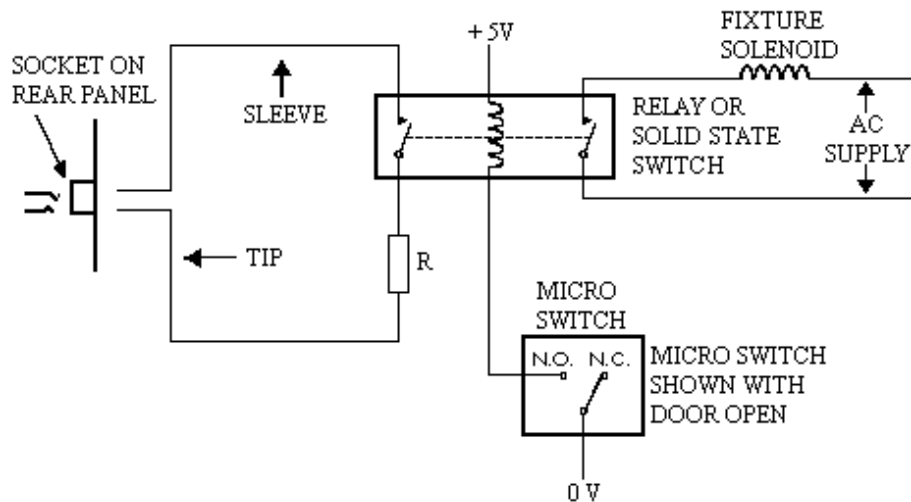 SOCKET ON
REAR PANEL
SLEEVE
TIP
R
+ 5V
RELAY OR
SOLID STATE
SWITCH
FIXTURE
SOLENOID
AC
SUPPLY
MICRO
SWITCH
N.O. N.C.
MICRO SWITCH
SHOWN WITH
DOOR OPEN
0 V